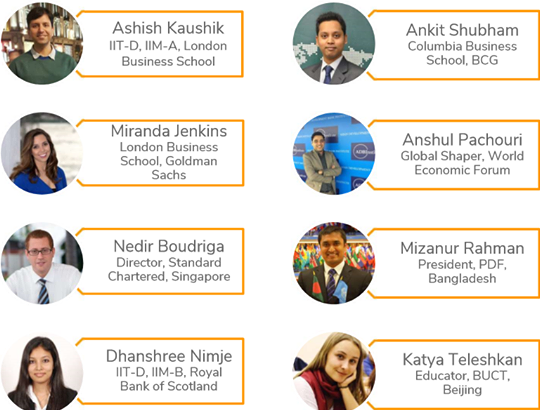 Ashish Kaushik
IIT-D, IIM-A, London
Business School
Ankit Shubham
Columbia Business
School, BCG
Miranda Jenkins
London Business
School, Goldman
Sachs
Anshul Pachouri
Global Shaper, World
Economic Forum
Nedir Boudriga
Director, Standard
Chartered, Singapore
Mizanur Rahman
President, PDF,
Bangladesh
Dhanshree Nimje
IIT-D, IIM-B, Royal
Bank of Scotland
Katya Teleshkan
Educator, BUCT,
Beijing